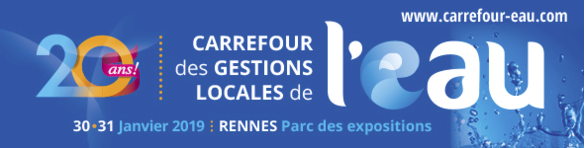 www.carrefour-eau.com
20 ans!
CARREFOUR
des GESTIONS
LOCALES de
l'eau
30•31 Janvier 2019 RENNES Parc des expositions